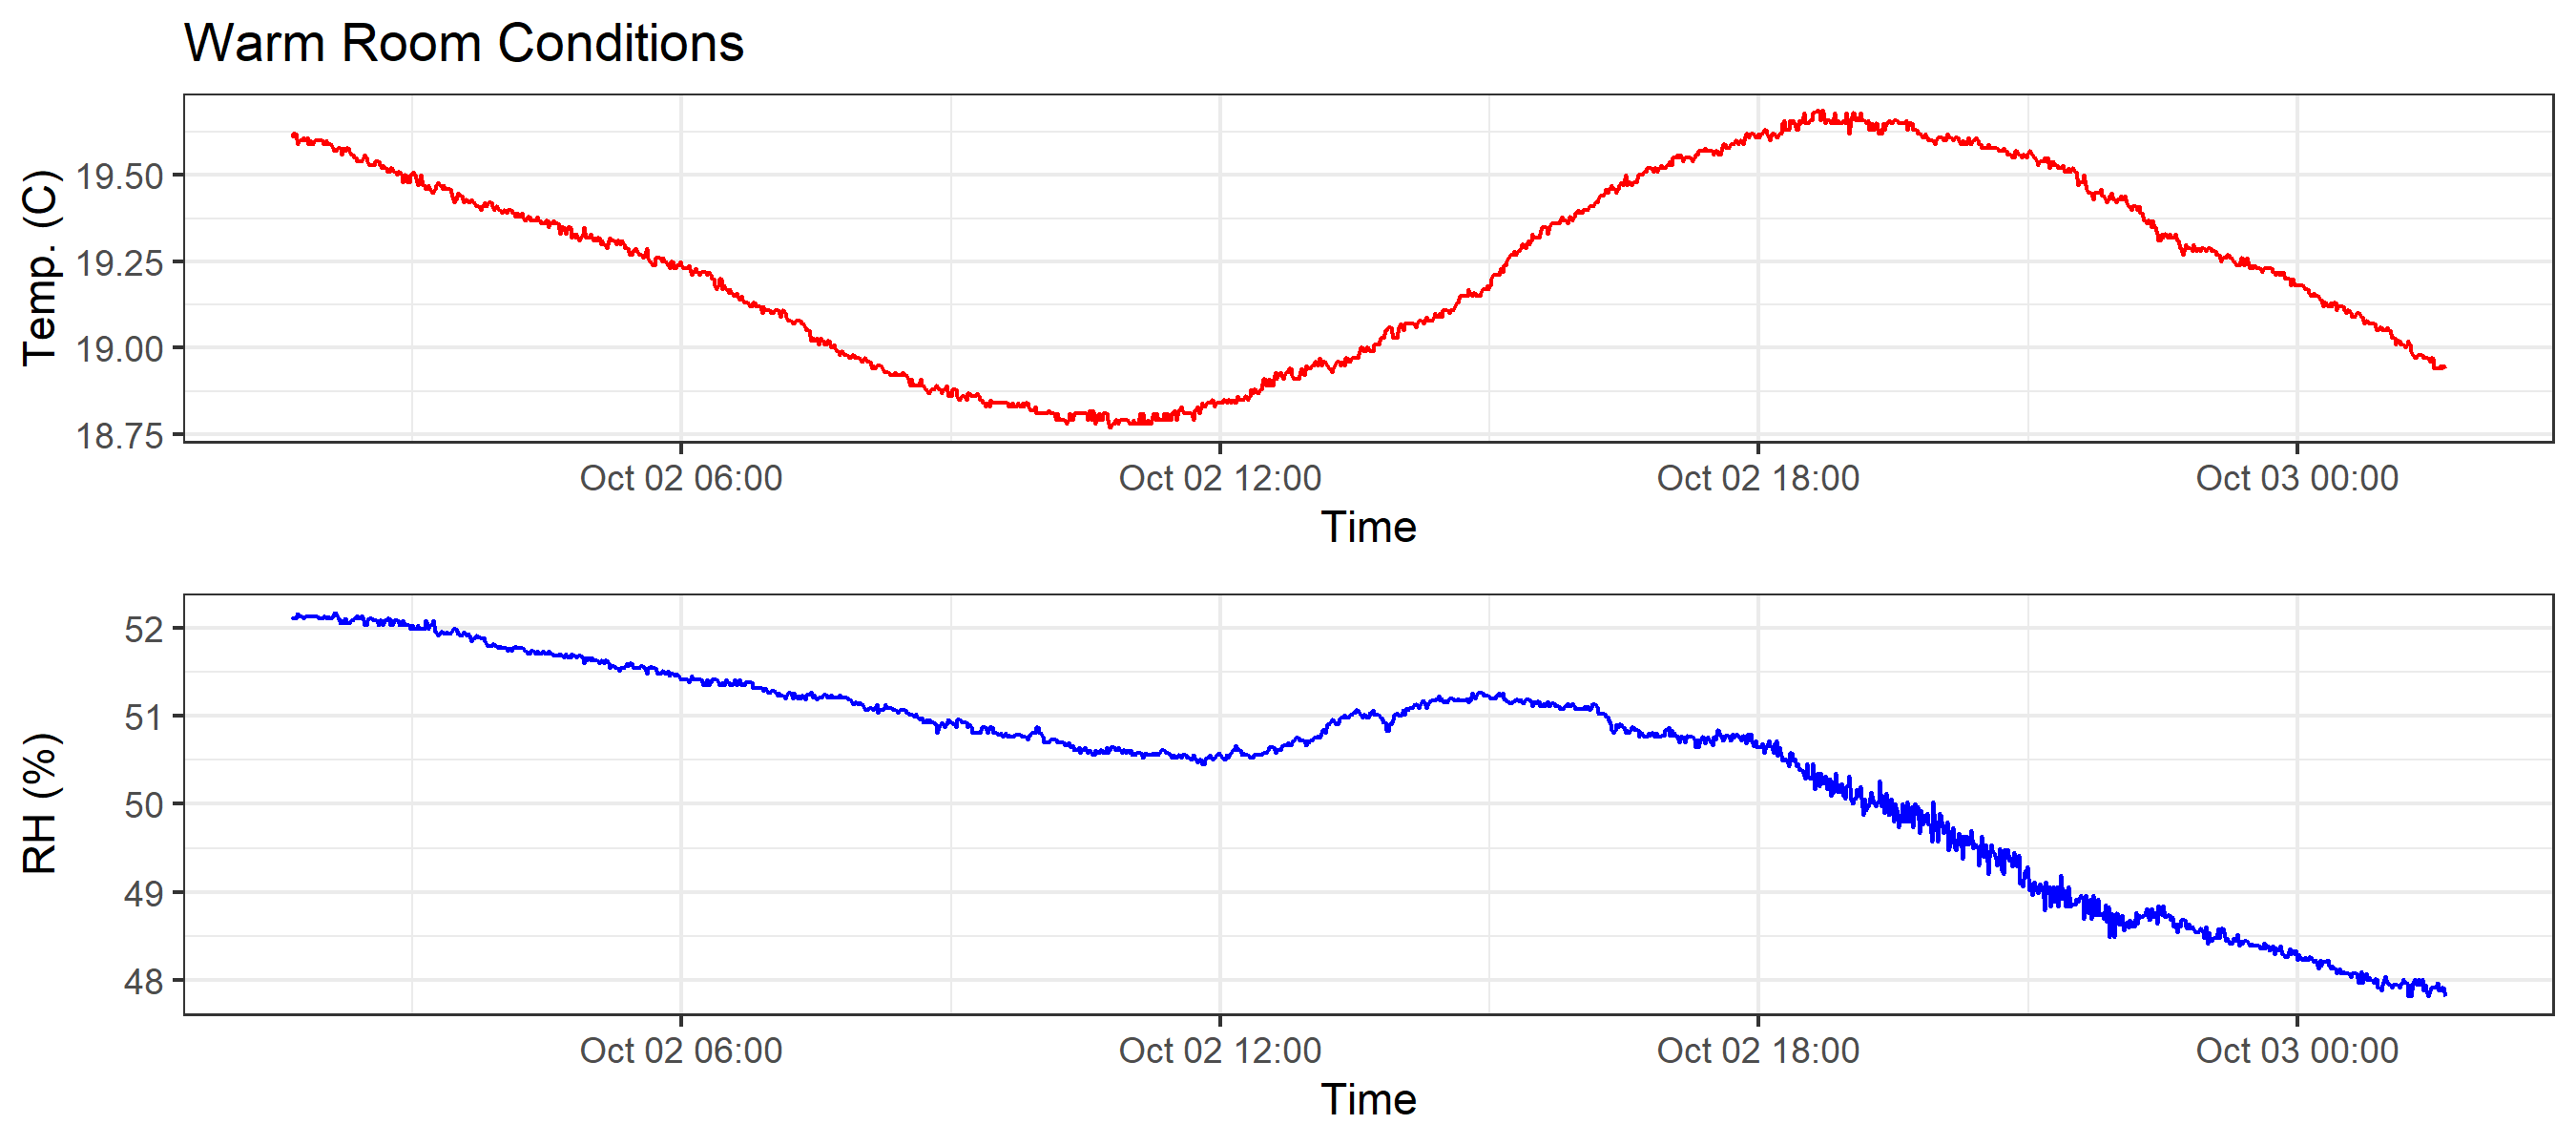 Warm Room Conditions
Temp. (C)
19.50
19.25
19.00
18.75
Oct 02 06:00 Oct 02 12:00 Oct 02 18:00 Oct 03 00:00
Time
RH (%)
52
51
50
49
48
Oct 02 06:00 Oct 02 12:00 Oct 02 18:00 Oct 03 00:00
Time